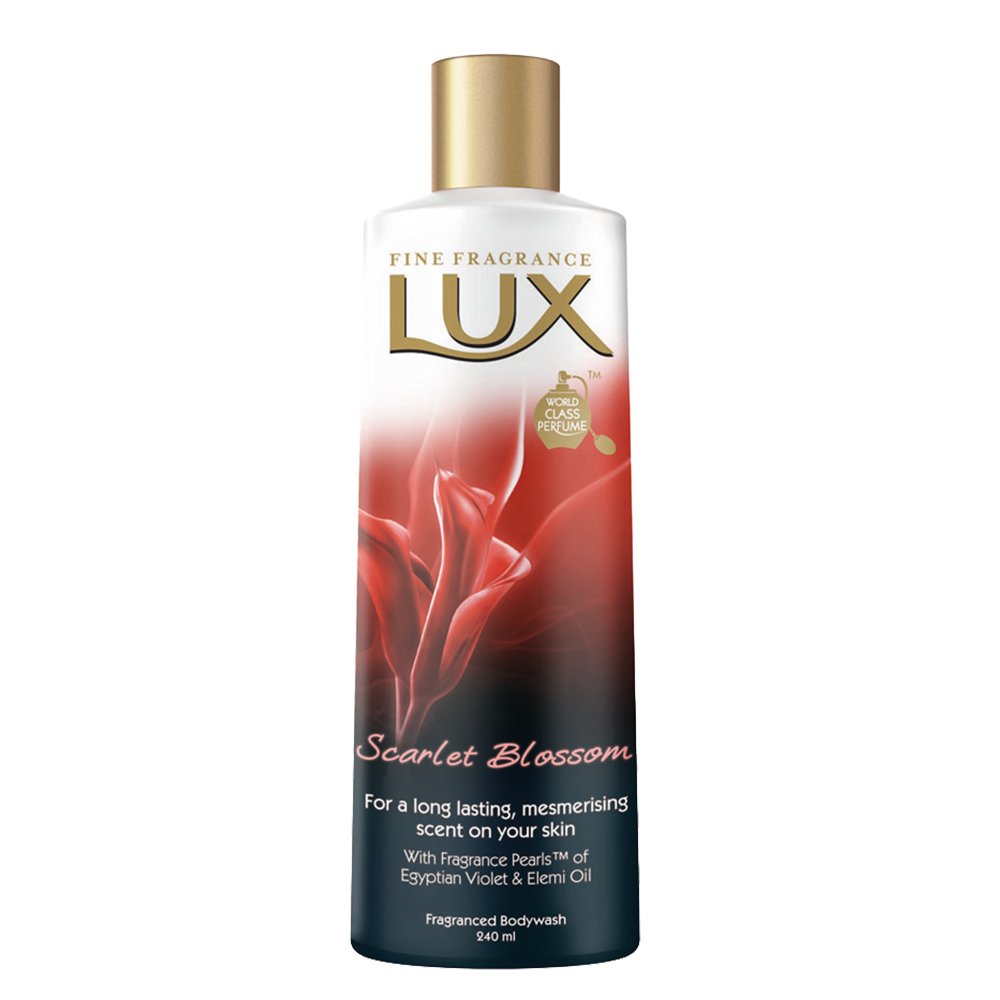 FINE FRAGRANCE
LUX
TM
WORLD
CLASS
PERFUME
Scarlet Blossom
For a long lasting, mesmerising
scent on your skin
With Fragrance Pearls™ of
Egyptian Violet & Elemi Oil
Fragranced Bodywash
240 ml